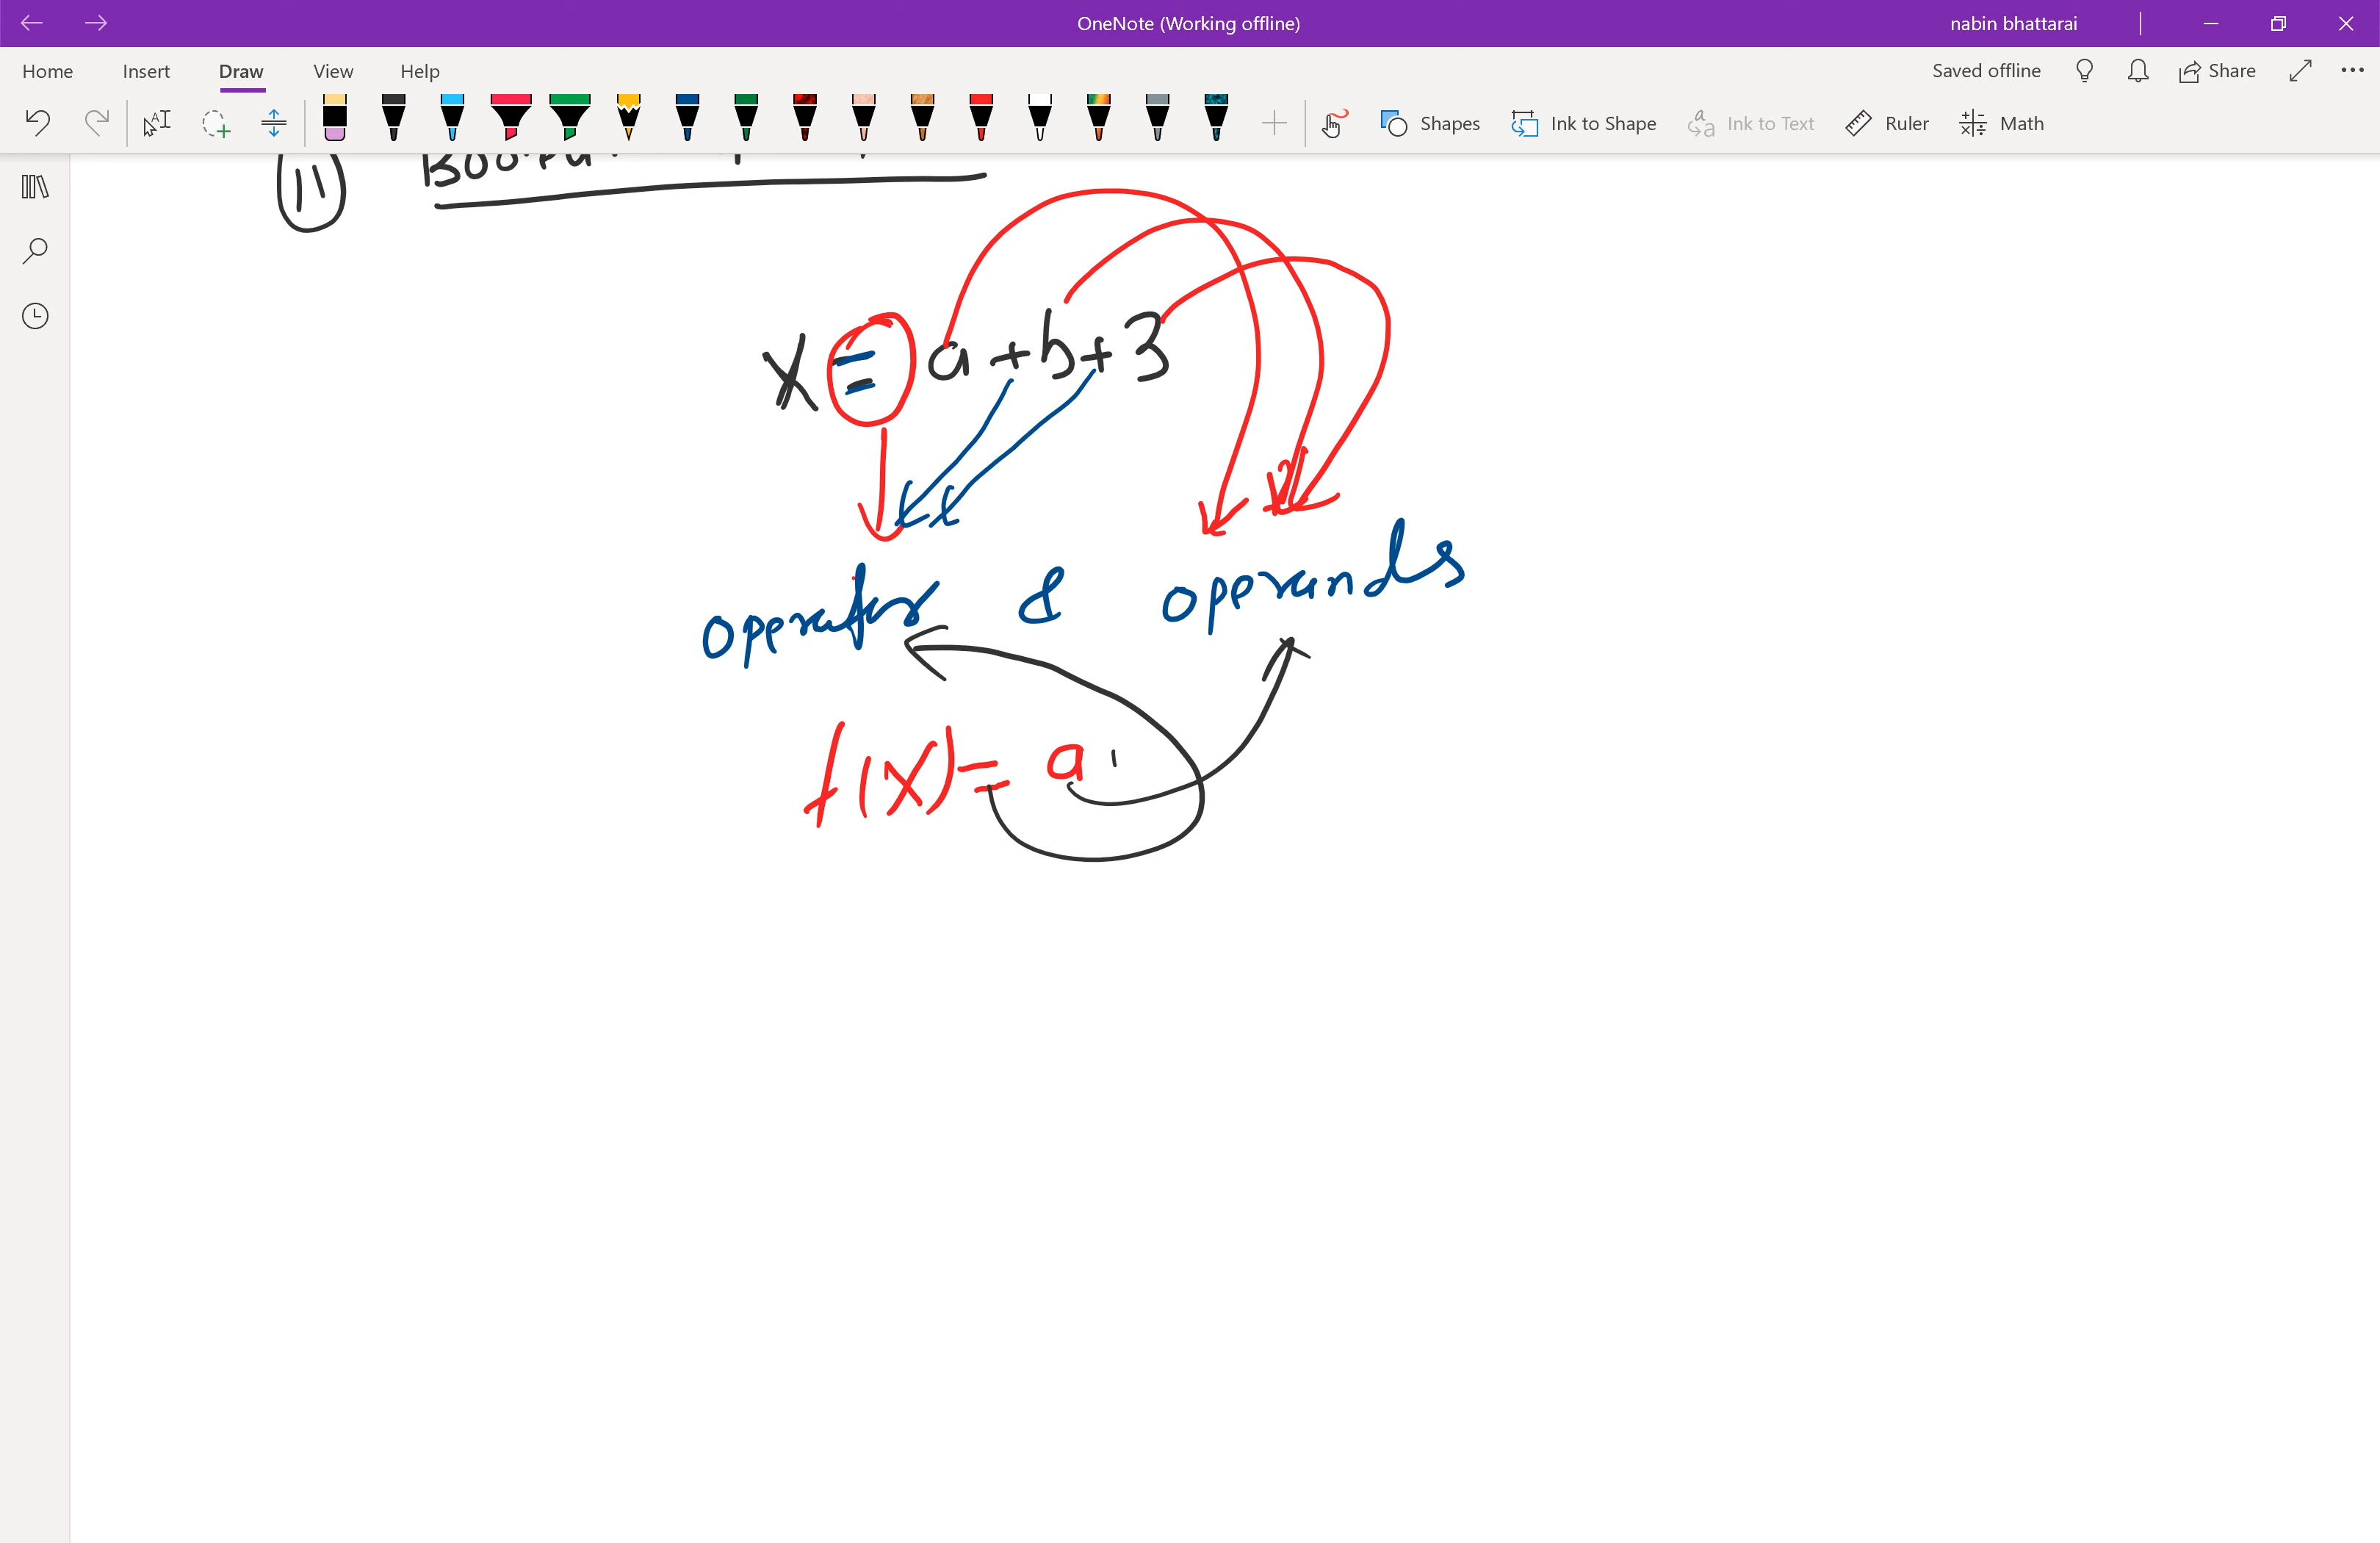 OneNote (Working offline) nabin bhattarai
Home Insert Draw View Help Saved offline Share
Shapes Ink to Shape Ink to Text Ruler Math
11
x = a + b + 3
operators & operands
f(x) = a